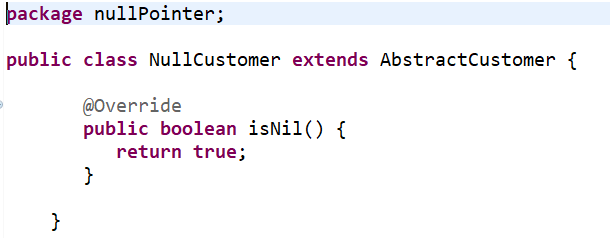 package nullPointer;
public class NullCustomer extends AbstractCustomer {
@Override
public boolean isNil() {
return true;
}
}